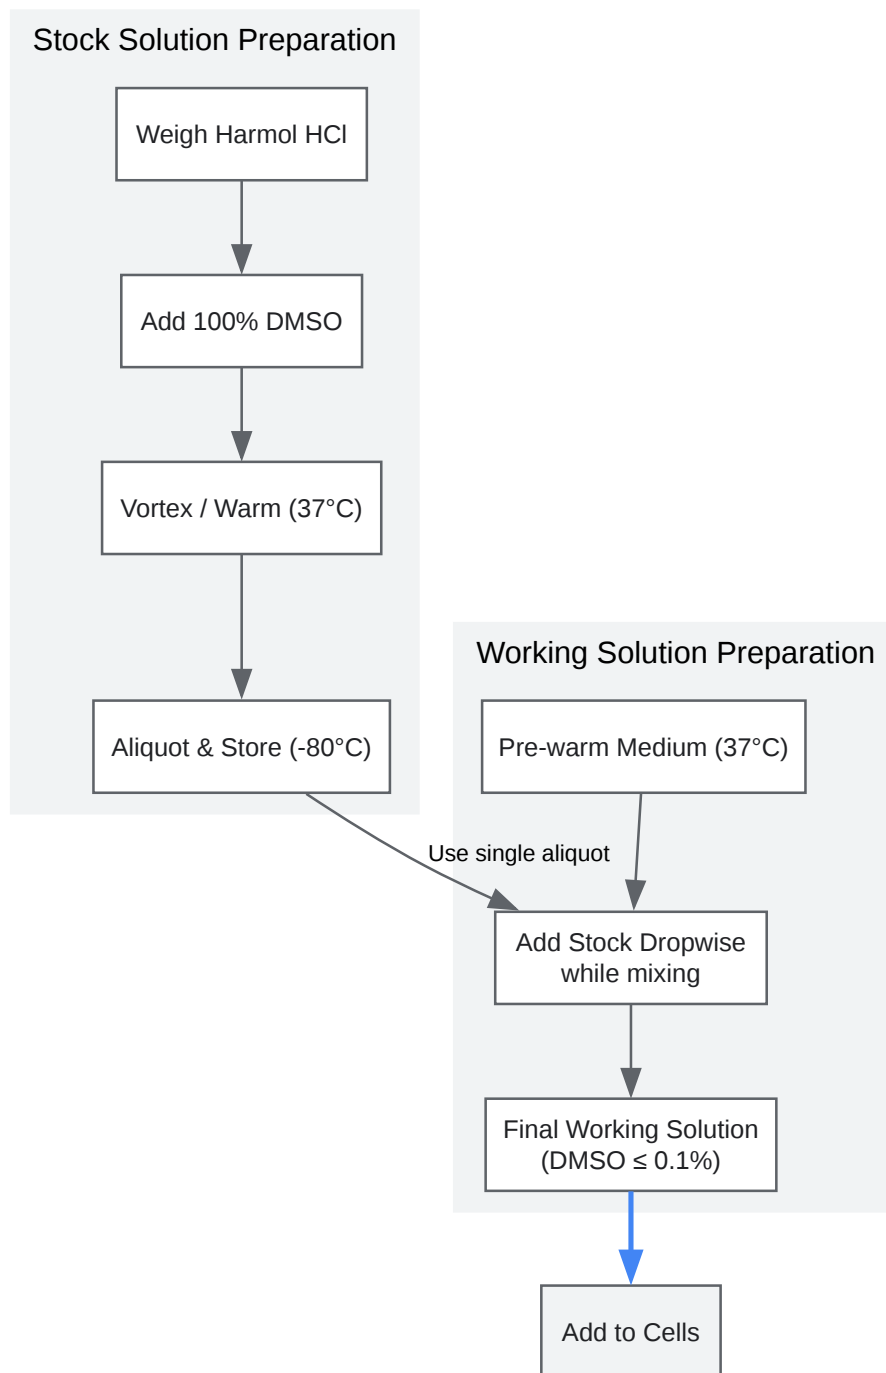 Stock Solution Preparation
Weigh Harmol HCl
Add 100% DMSO
Vortex / Warm (37°C)
Aliquot & Store (-80°C)
Working Solution Preparation
Pre-warm Medium (37°C)
Use single aliquot
Add Stock Dropwise
while mixing
Final Working Solution
(DMSO ≤ 0.1%)
Add to Cells